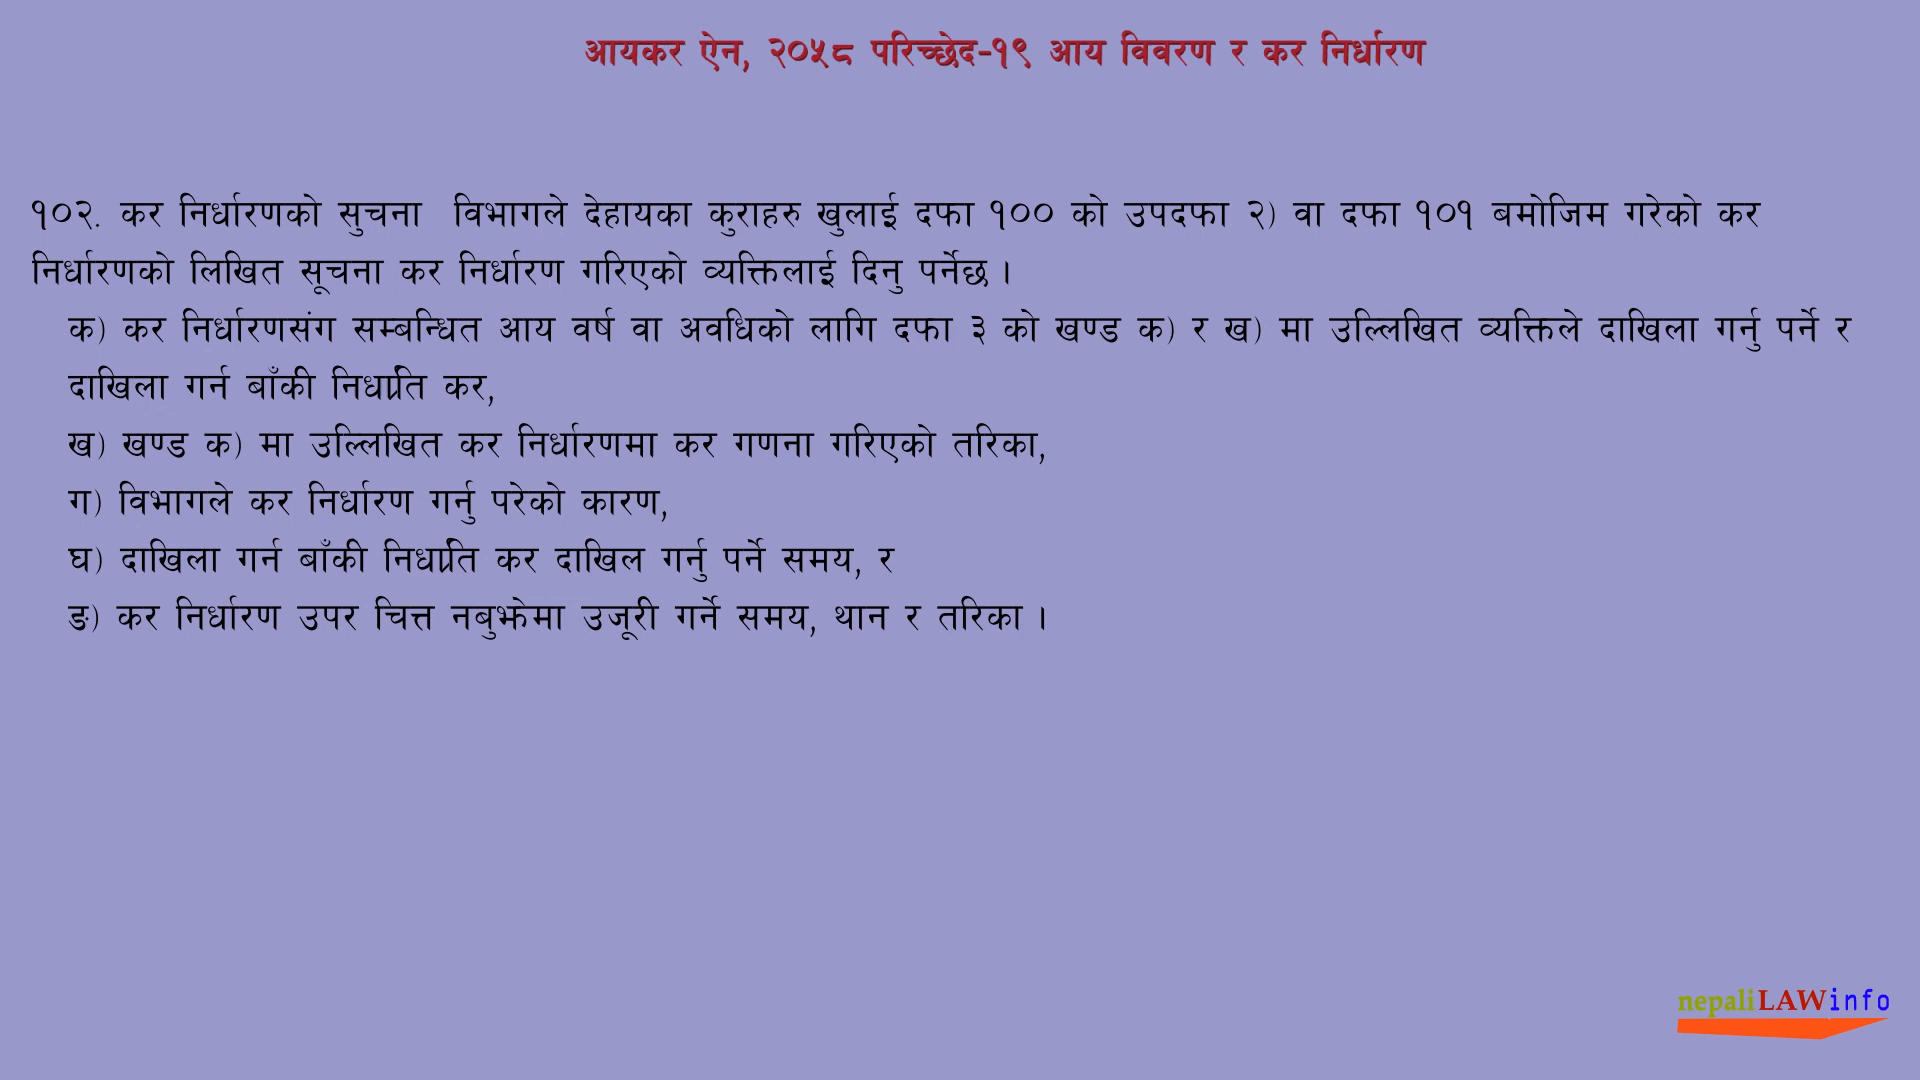 आयकर ऐन, २०५८ परिच्छेद-१९ आय विवरण र कर निर्धारण
१०२. कर निर्धारणको सुचना विभागले देहायका कुराहरु खुलाई दफा १०० को उपदफा २) वा दफा १०१ बमोजिम गरेको कर
निर्धारणको लिखित सूचना कर निर्धारण गरिएको व्यक्तिलाई दिनु पर्नेछ ।
क) कर निर्धारणसंग सम्बन्धित आय वर्ष वा अवधिको लागि दफा ३ को खण्ड क) र ख) मा उल्लिखित व्यक्तिले दाखिला गर्नु पर्ने र
दाखिला गर्न बाँकी निर्धाति कर,
ख) खण्ड क) मा उल्लिखित कर निर्धारणमा कर गणना गरिएको तरिका,
ग) विभागले कर निर्धारण गर्नु परेको कारण,
घ) दाखिला गर्न बाँकी निर्धाति कर दाखिल गर्नु पर्ने समय, र
ङ) कर निर्धारण उपर चित्त नबुझेमा उजूरी गर्ने समय, थान र तरिका ।
nepaliLAWinfo